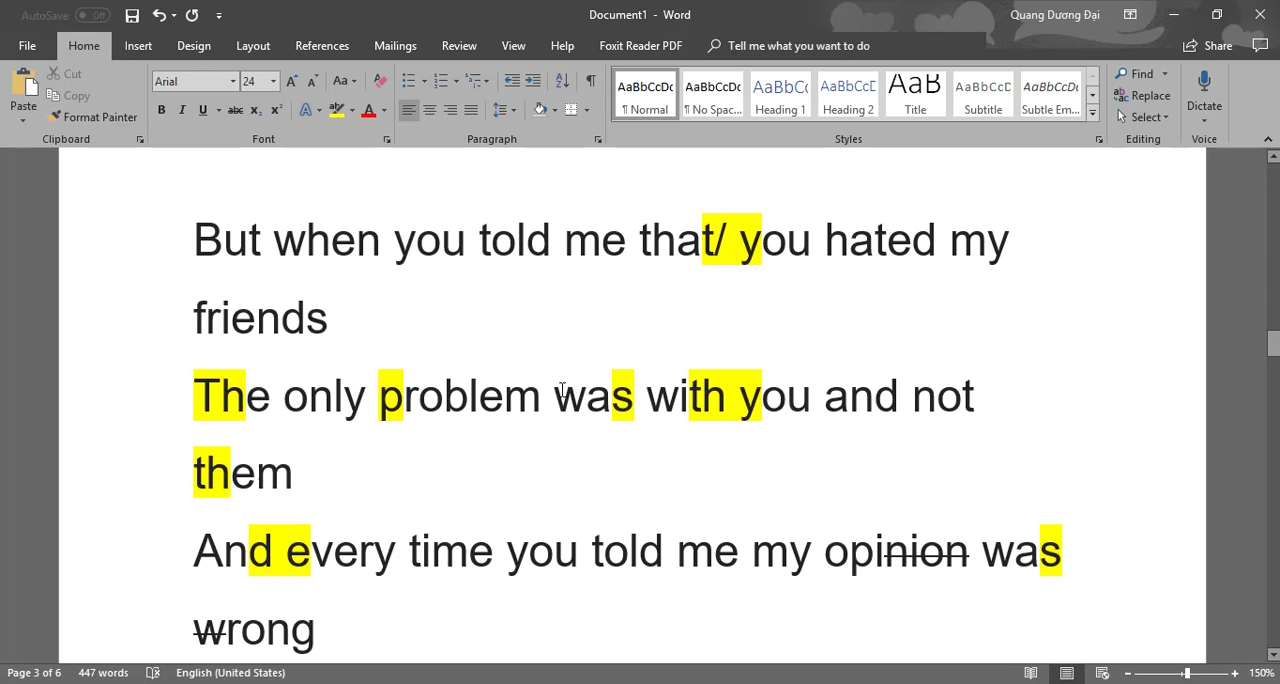 AutoSave Off Document1 - Word Quang Dương Đại
File Home Insert Design Layout References Mailings Review View Help Foxit Reader PDF Tell me what you want to do Share
Paste
Cut
Copy
Format Painter
Clipboard
Arial 24
Font
Paragraph
AaBbCcDc AaBbCcDc AaBbCc AaBbCcD AaB AaBbCcD AaBbCcDc
¶ Normal ¶ No Spac... Heading 1 Heading 2 Title Subtitle Subtle Em...
Styles
Find
Replace
Select
Editing
Dictate
Voice
But when you told me that/ you hated my
friends
The only problem was with you and not
them
And every time you told me my opinion was
wrong
Page 3 of 6 447 words English (United States) 150%